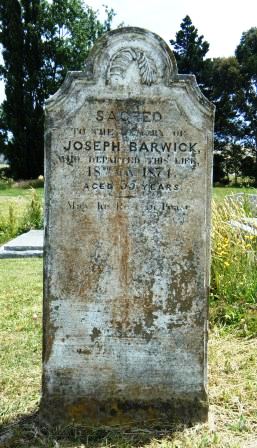 SACRED
TO THE MEMORY OF
JOSEPH BARWICK,
WHO DEPARTED THIS LIFE,
18TH 1874
AGED YEARS
MAY HE REST IN PEACE